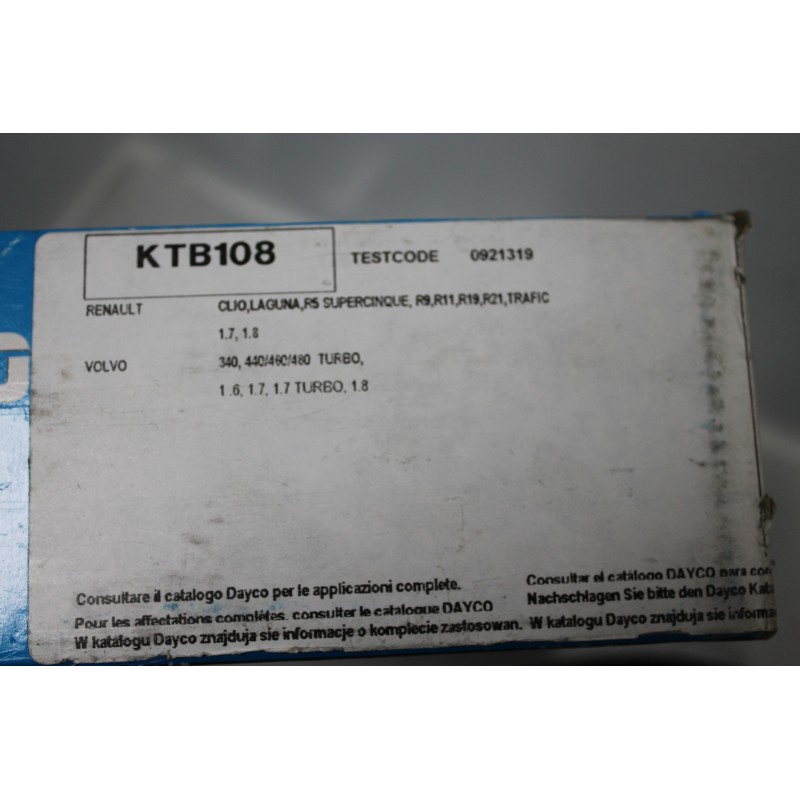 KTB108 TESTCODE 0921319
RENAULT CLIO,LAGUNA,R5 SUPERCINQUE, R9,R11,R19,R21,TRAFIC
1.7, 1.8
VOLVO 340, 440/460/480 TURBO,
1.6, 1.7, 1.7 TURBO, 1.8
Consultare il catalogo Dayco per le applicazioni complete. Consultar el catálogo DAYCO para con
Pour les affectations complètes, consulter le catalogue DAYCO Nachschlagen Sie bitte den Dayco Kata
W katalogu Dayco znajduja sie informacje o komplecie zastosowan. W katalogu Dayco znajduja sie informa